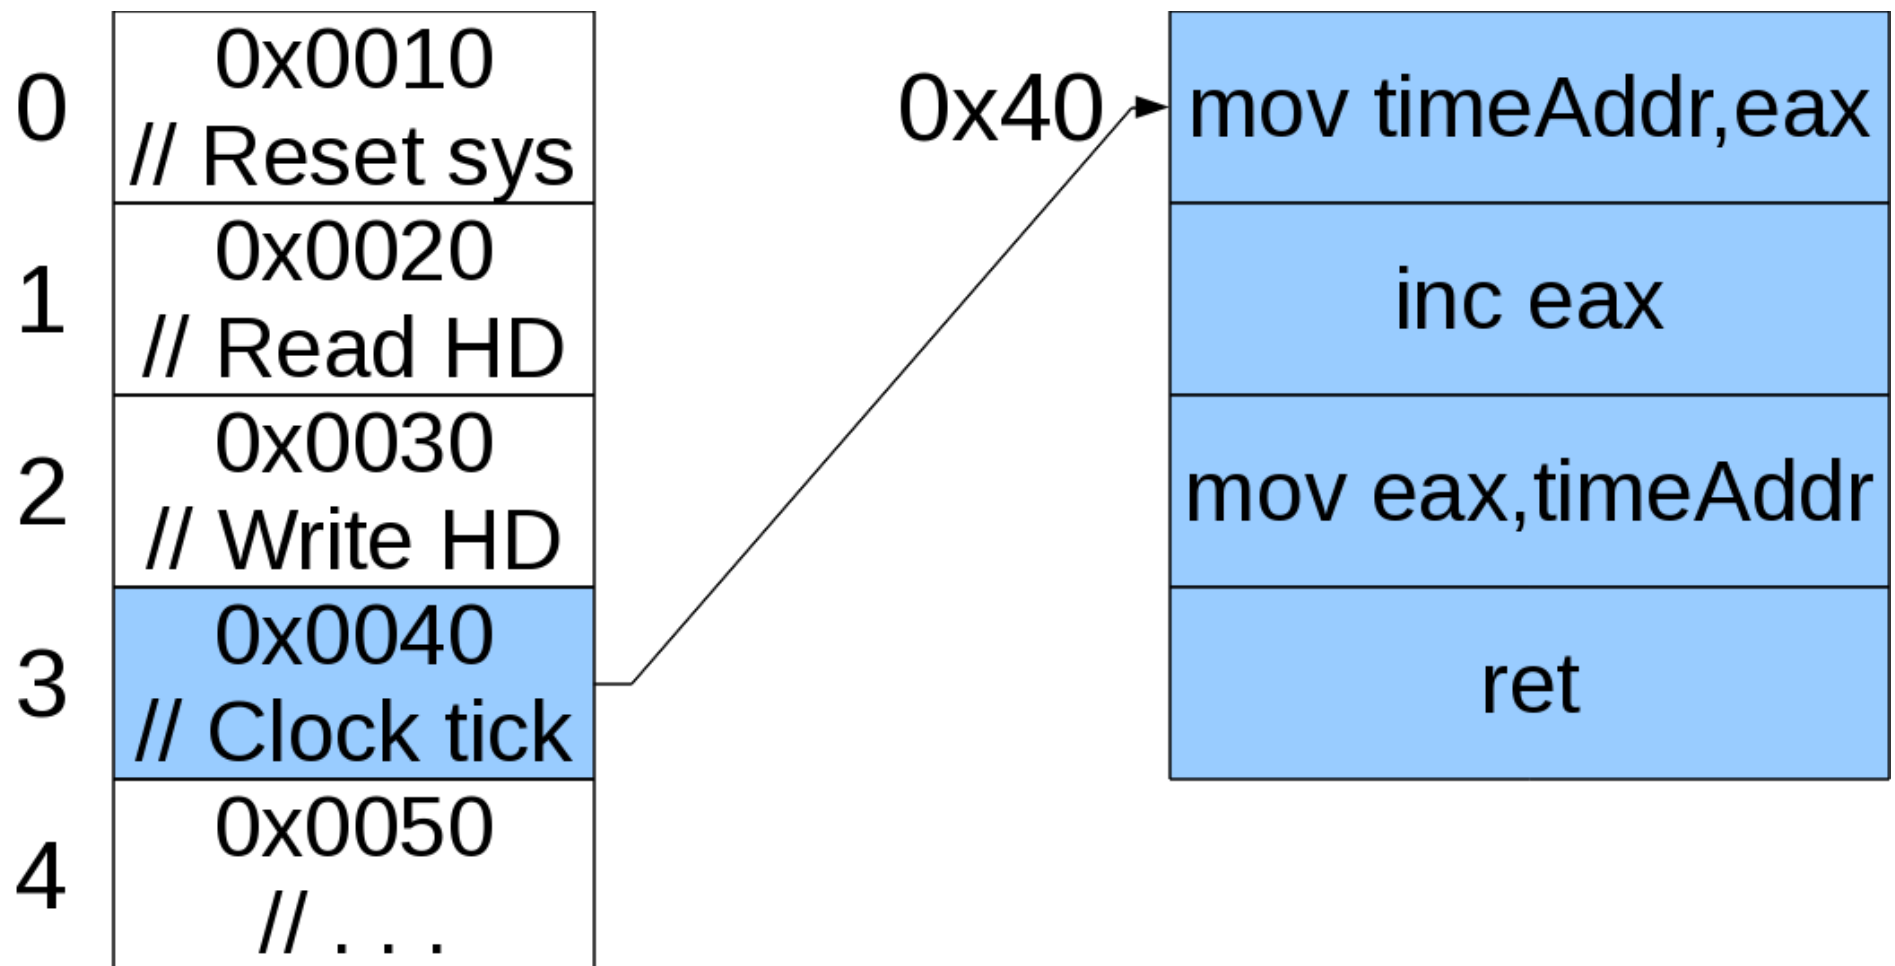 0
0x0010
// Reset sys
1
0x0020
// Read HD
2
0x0030
// Write HD
3
0x0040
// Clock tick
4
0x0050
// . . .
0x40
mov timeAddr,eax
inc eax
mov eax,timeAddr
ret